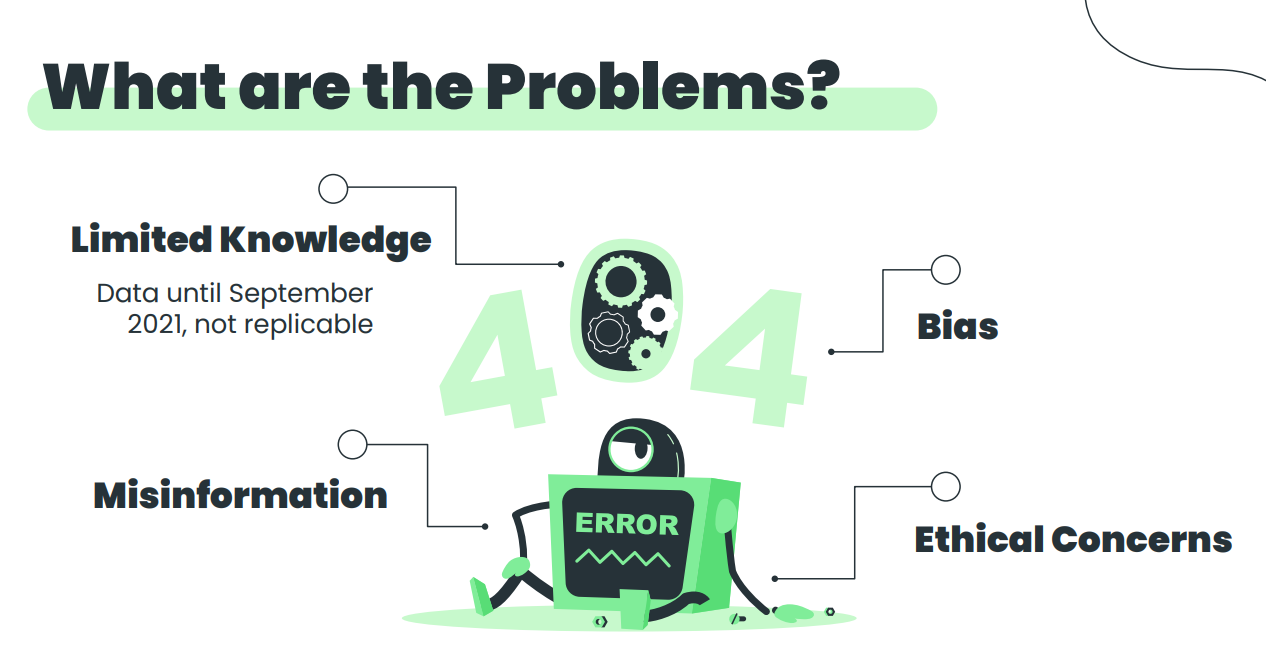 What are the Problems?
Limited Knowledge
Data until September
2021, not replicable
4 0 4
Bias
Misinformation
ERROR
Ethical Concerns